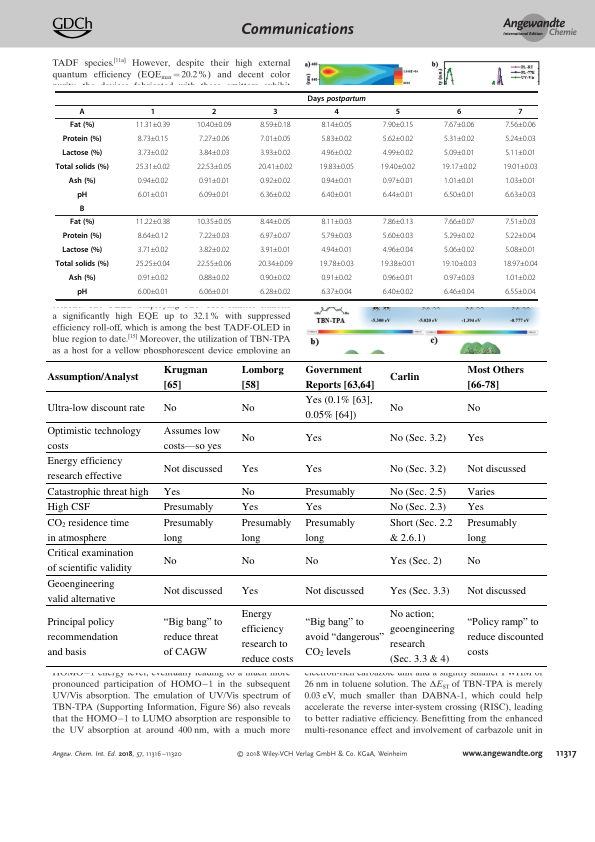 GDCh
Communications
Angewandte
International Edition Chemie
TADF species.[11a] However, despite their high external
quantum efficiency (EQEmax = 20.2 %) and decent color
a)
b)
Days postpartum
A 1 2 3 4 5 6 7
Fat (%) 11.31±0.39 10.40±0.09 8.59±0.18 8.14±0.05 7.90±0.15 7.67±0.06 7.56±0.06
Protein (%) 8.73±0.15 7.27±0.06 7.01±0.05 5.83±0.02 5.62±0.02 5.31±0.02 5.24±0.03
Lactose (%) 3.73±0.02 3.84±0.03 3.93±0.02 4.96±0.02 4.99±0.02 5.09±0.01 5.11±0.01
Total solids (%) 25.31±0.02 22.53±0.05 20.41±0.02 19.83±0.05 19.40±0.02 19.17±0.02 19.01±0.03
Ash (%) 0.94±0.02 0.91±0.01 0.92±0.02 0.94±0.01 0.97±0.01 1.01±0.01 1.03±0.01
pH 6.01±0.01 6.09±0.01 6.36±0.02 6.40±0.01 6.44±0.01 6.50±0.01 6.63±0.03
B
Fat (%) 11.22±0.38 10.35±0.05 8.44±0.05 8.11±0.03 7.86±0.13 7.66±0.07 7.51±0.03
Protein (%) 8.64±0.12 7.22±0.03 6.97±0.07 5.79±0.03 5.60±0.03 5.29±0.02 5.22±0.04
Lactose (%) 3.71±0.02 3.82±0.02 3.91±0.01 4.94±0.01 4.96±0.04 5.06±0.02 5.08±0.01
Total solids (%) 25.25±0.04 22.55±0.06 20.34±0.09 19.78±0.03 19.38±0.01 19.10±0.03 18.97±0.04
Ash (%) 0.91±0.02 0.88±0.02 0.90±0.02 0.91±0.02 0.96±0.01 0.97±0.03 1.01±0.02
pH 6.00±0.01 6.06±0.01 6.28±0.02 6.37±0.04 6.40±0.02 6.46±0.04 6.55±0.04
a significantly high EQE up to 32.1 % with suppressed
efficiency roll-off, which is among the best TADF-OLED in
blue region to date.[15] Moreover, the utilization of TBN-TPA
as a host for a yellow phosphorescent device employing an
TBN-TPA
b)
c)
Assumption/Analyst Krugman [65] Lomborg [58] Government Reports [63,64] Carlin Most Others [66-78]
Ultra-low discount rate No No Yes (0.1% [63], 0.05% [64]) No No
Optimistic technology costs Assumes low costs—so yes No Yes No (Sec. 3.2) Yes
Energy efficiency research effective Not discussed Yes Yes No (Sec. 3.2) Not discussed
Catastrophic threat high Yes No Presumably No (Sec. 2.5) Varies
High CSF Presumably Yes Yes No (Sec. 2.3) Yes
CO2 residence time in atmosphere Presumably long Presumably long Presumably long Short (Sec. 2.2 & 2.6.1) Presumably long
Critical examination of scientific validity No No No Yes (Sec. 2) No
Geoengineering valid alternative Not discussed Yes Not discussed Yes (Sec. 3.3) Not discussed
Principal policy recommendation and basis “Big bang” to reduce threat of CAGW Energy efficiency research to reduce costs “Big bang” to avoid “dangerous” CO2 levels No action; geoengineering research (Sec. 3.3 & 4) “Policy ramp” to reduce discounted costs
pronounced participation of HOMO−1 in the subsequent
UV/Vis absorption. The emulation of UV/Vis spectrum of
TBN-TPA (Supporting Information, Figure S6) also reveals
that the HOMO−1 to LUMO absorption are responsible to
the UV absorption at around 400 nm, with a much more
26 nm in toluene solution. The ΔEST of TBN-TPA is merely
0.03 eV, much smaller than DABNA-1, which could help
accelerate the reverse inter-system crossing (RISC), leading
to better radiative efficiency. Benefitting from the enhanced
multi-resonance effect and involvement of carbazole unit in
Angew. Chem. Int. Ed. 2018, 57, 11316–11320
© 2018 Wiley-VCH Verlag GmbH & Co. KGaA, Weinheim
www.angewandte.org 11317